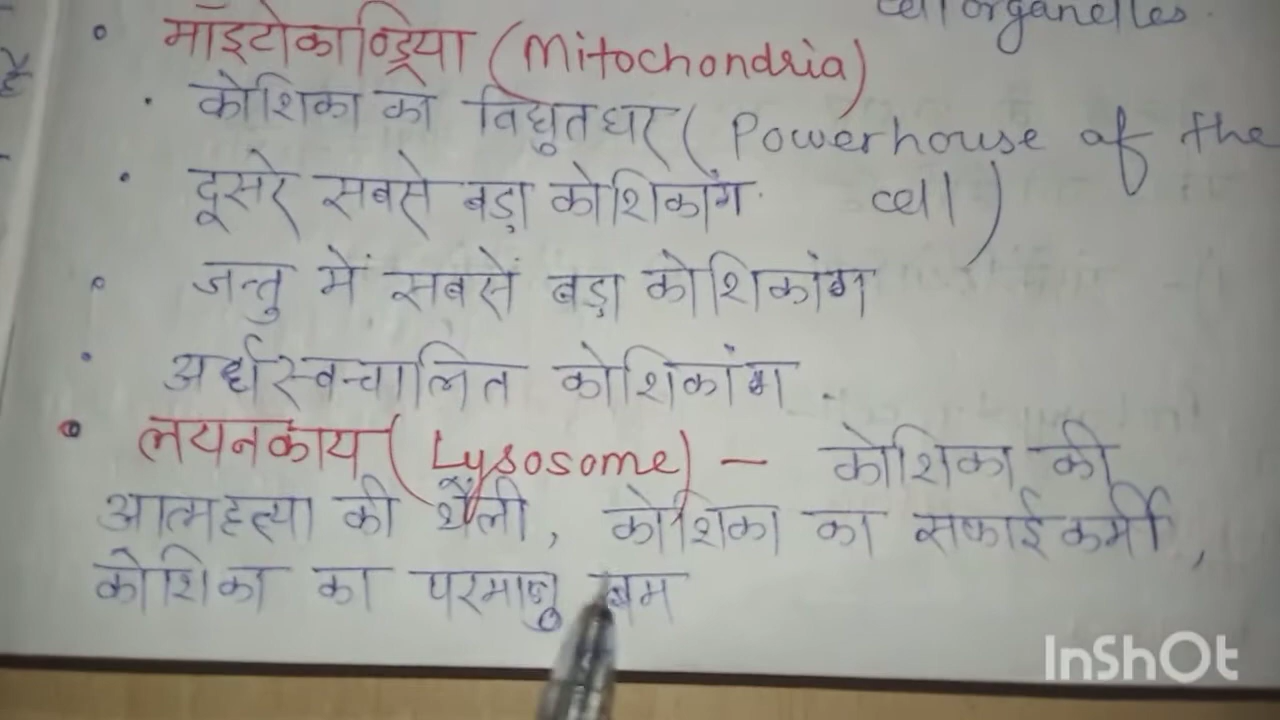 cell organelles.
है
• माॅइटोकाण्ड्रिया (Mitochondria)
• कोशिका का विद्युतघर (Powerhouse of the
• दूसरे सबसे बड़ा कोशिकांग. cell)
• जन्तु में सबसें बड़ा कोशिकांग
• अर्धस्वचालित कोशिकांग.
• लयनकाय (Lysosome) – कोशिका की
आत्महत्या की थैली, कोशिका का सफाईकर्मी,
कोशिका का परमाणु बम
InShOt